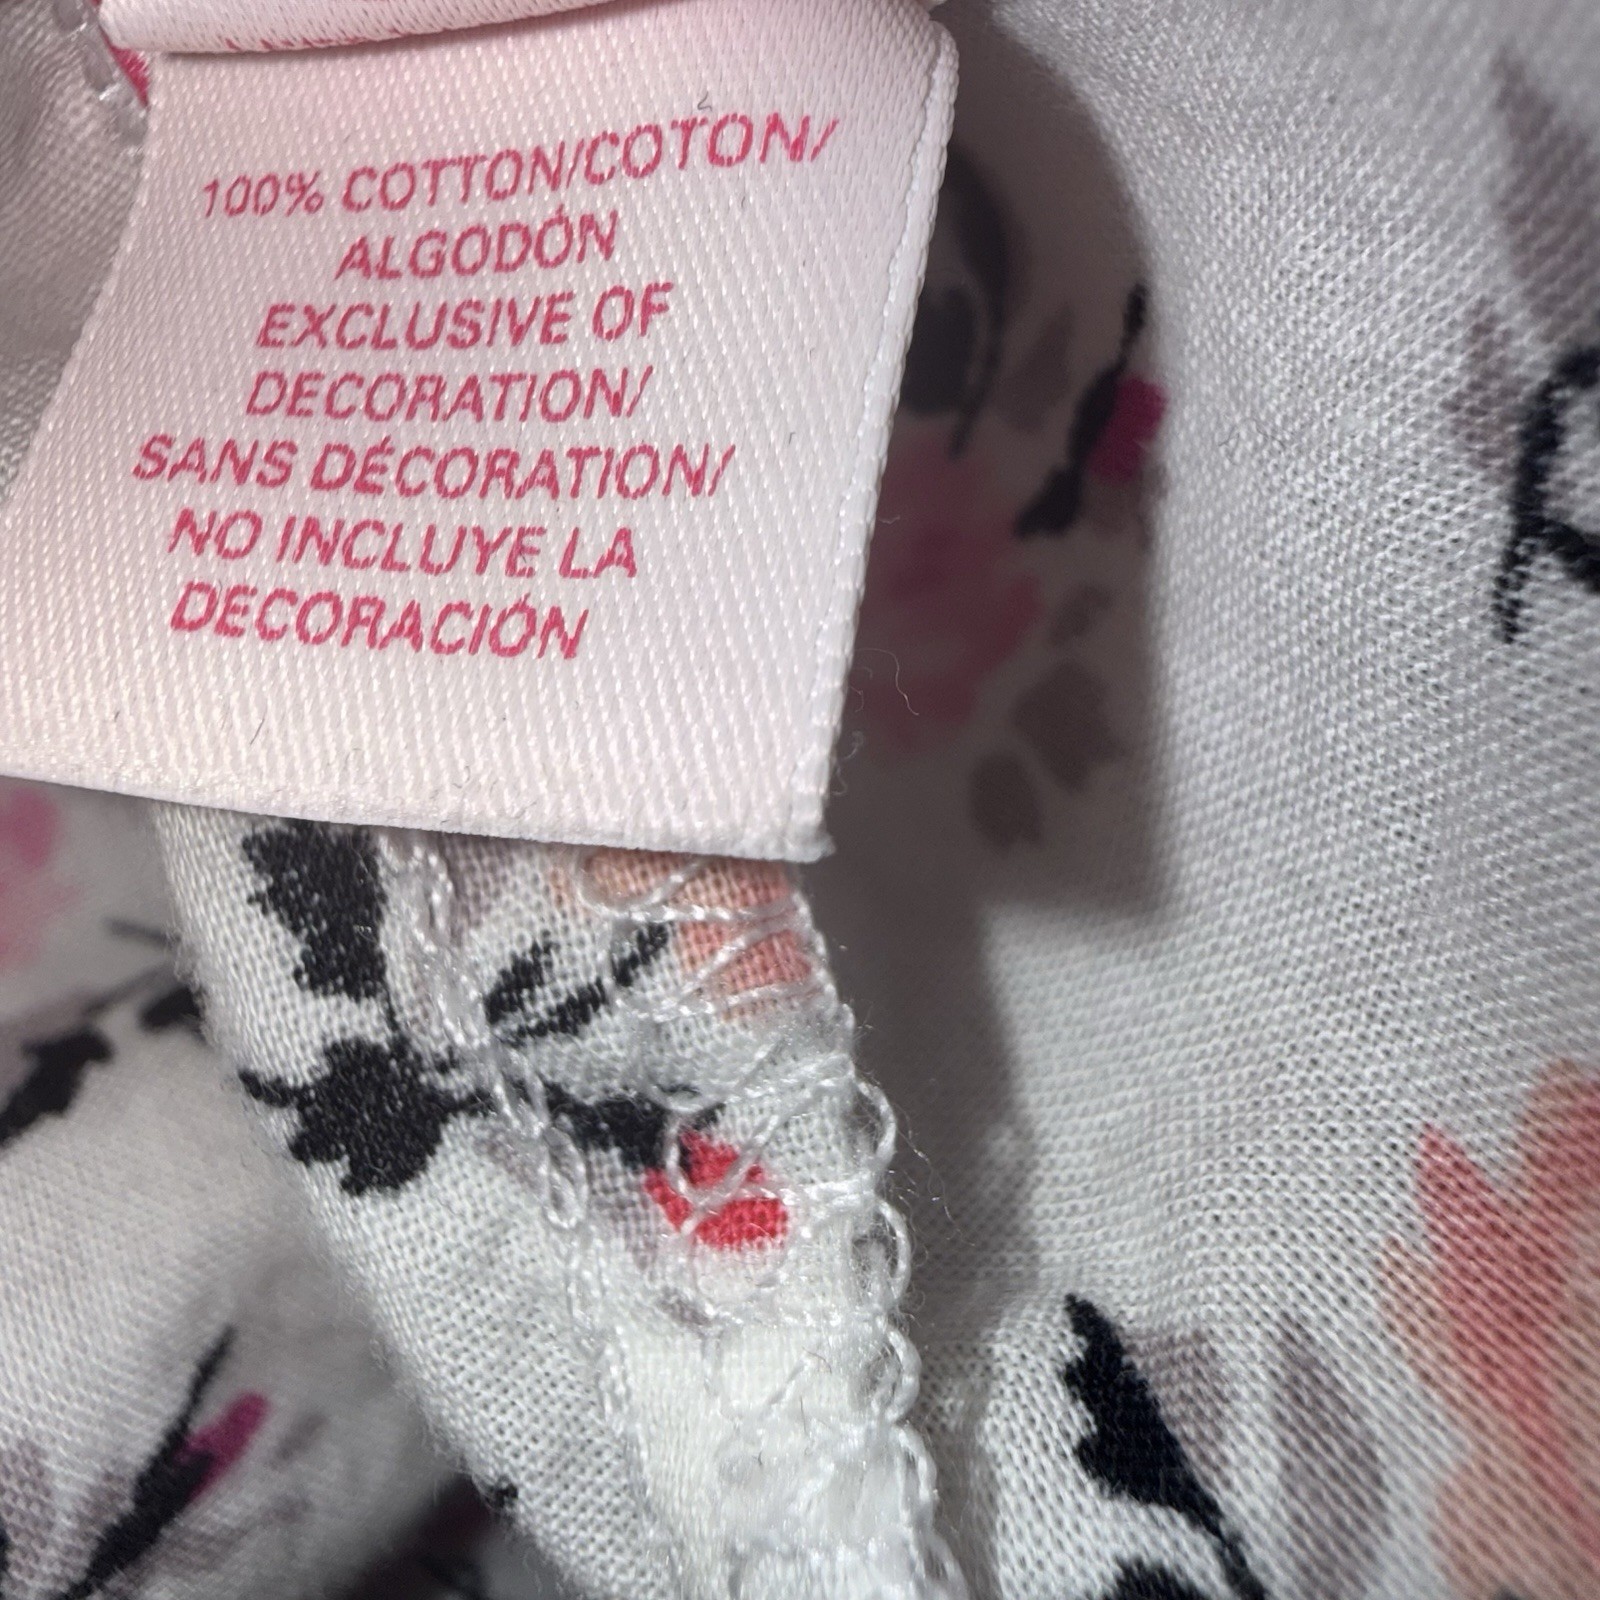 100% COTTON/COTON/
ALGODÓN
EXCLUSIVE OF
DECORATION/
SANS DÉCORATION/
NO INCLUYE LA
DECORACIÓN